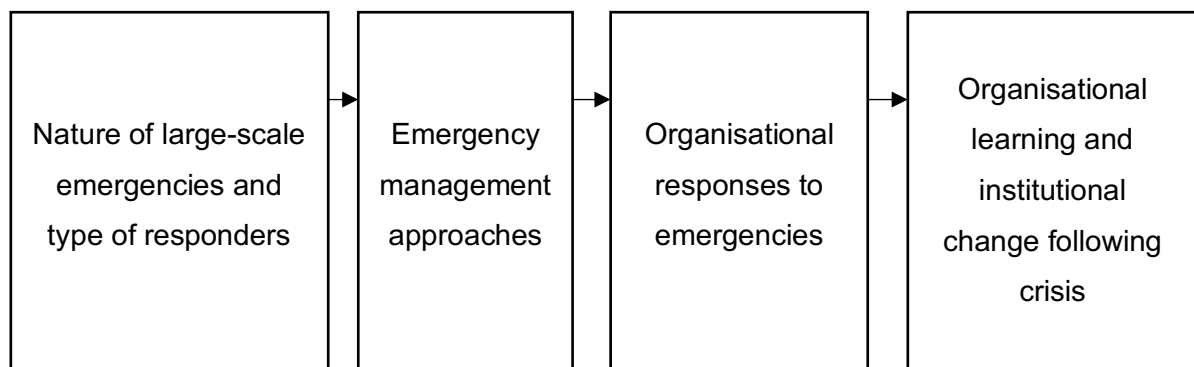 Nature of large-scale
emergencies and
type of responders
Emergency
management
approaches
Organisational
responses to
emergencies
Organisational
learning and
institutional
change following
crisis